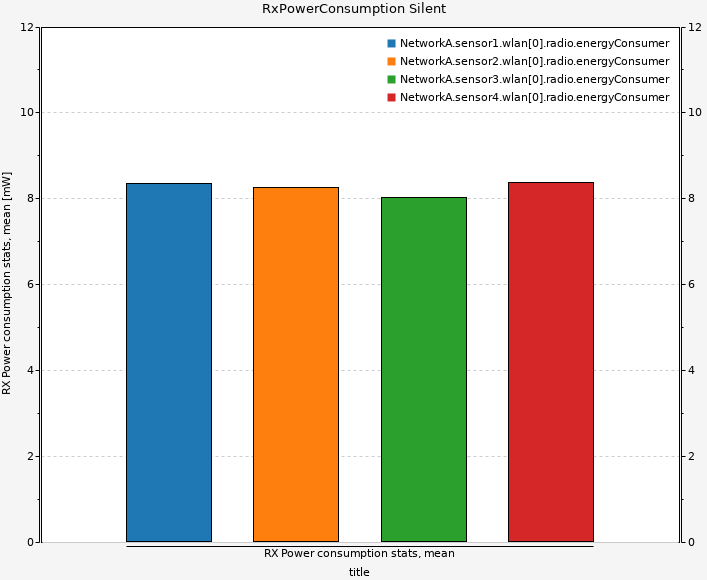 RxPowerConsumption Silent
12
10
8
6
4
2
0
12
10
8
6
4
2
0
RX Power consumption stats, mean [mW]
NetworkA.sensor1.wlan[0].radio.energyConsumer
NetworkA.sensor2.wlan[0].radio.energyConsumer
NetworkA.sensor3.wlan[0].radio.energyConsumer
NetworkA.sensor4.wlan[0].radio.energyConsumer
RX Power consumption stats, mean
title